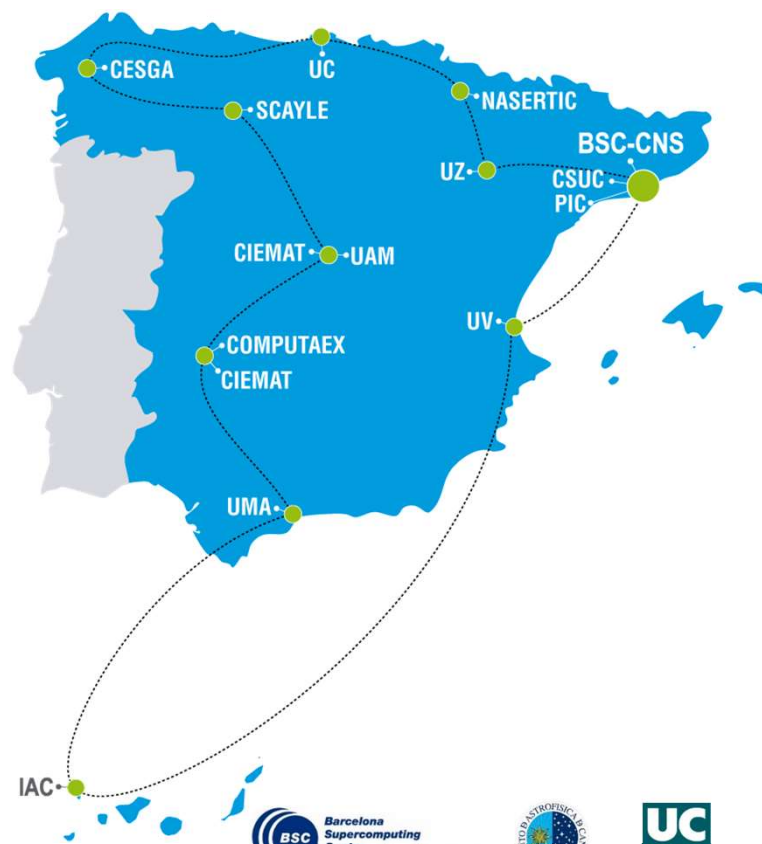 CESGA
UC
SCAYLE
NASERTIC
BSC-CNS
UZ
CSUC
PIC
CIEMAT UAM
UV
COMPUTAEX
CIEMAT
UMA
IAC
BSC
Barcelona
Supercomputing
UC